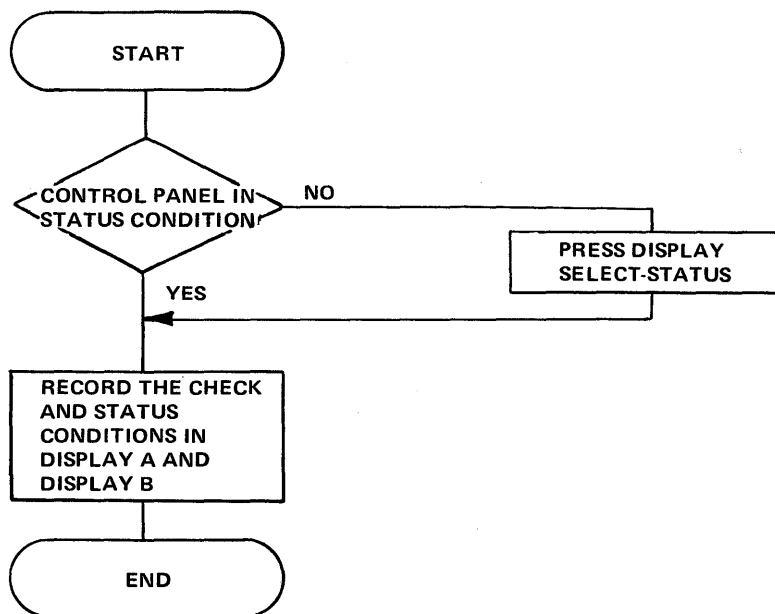 START
CONTROL PANEL IN
STATUS CONDITION
NO
PRESS DISPLAY
SELECT-STATUS
YES
RECORD THE CHECK
AND STATUS
CONDITIONS IN
DISPLAY A AND
DISPLAY B
END